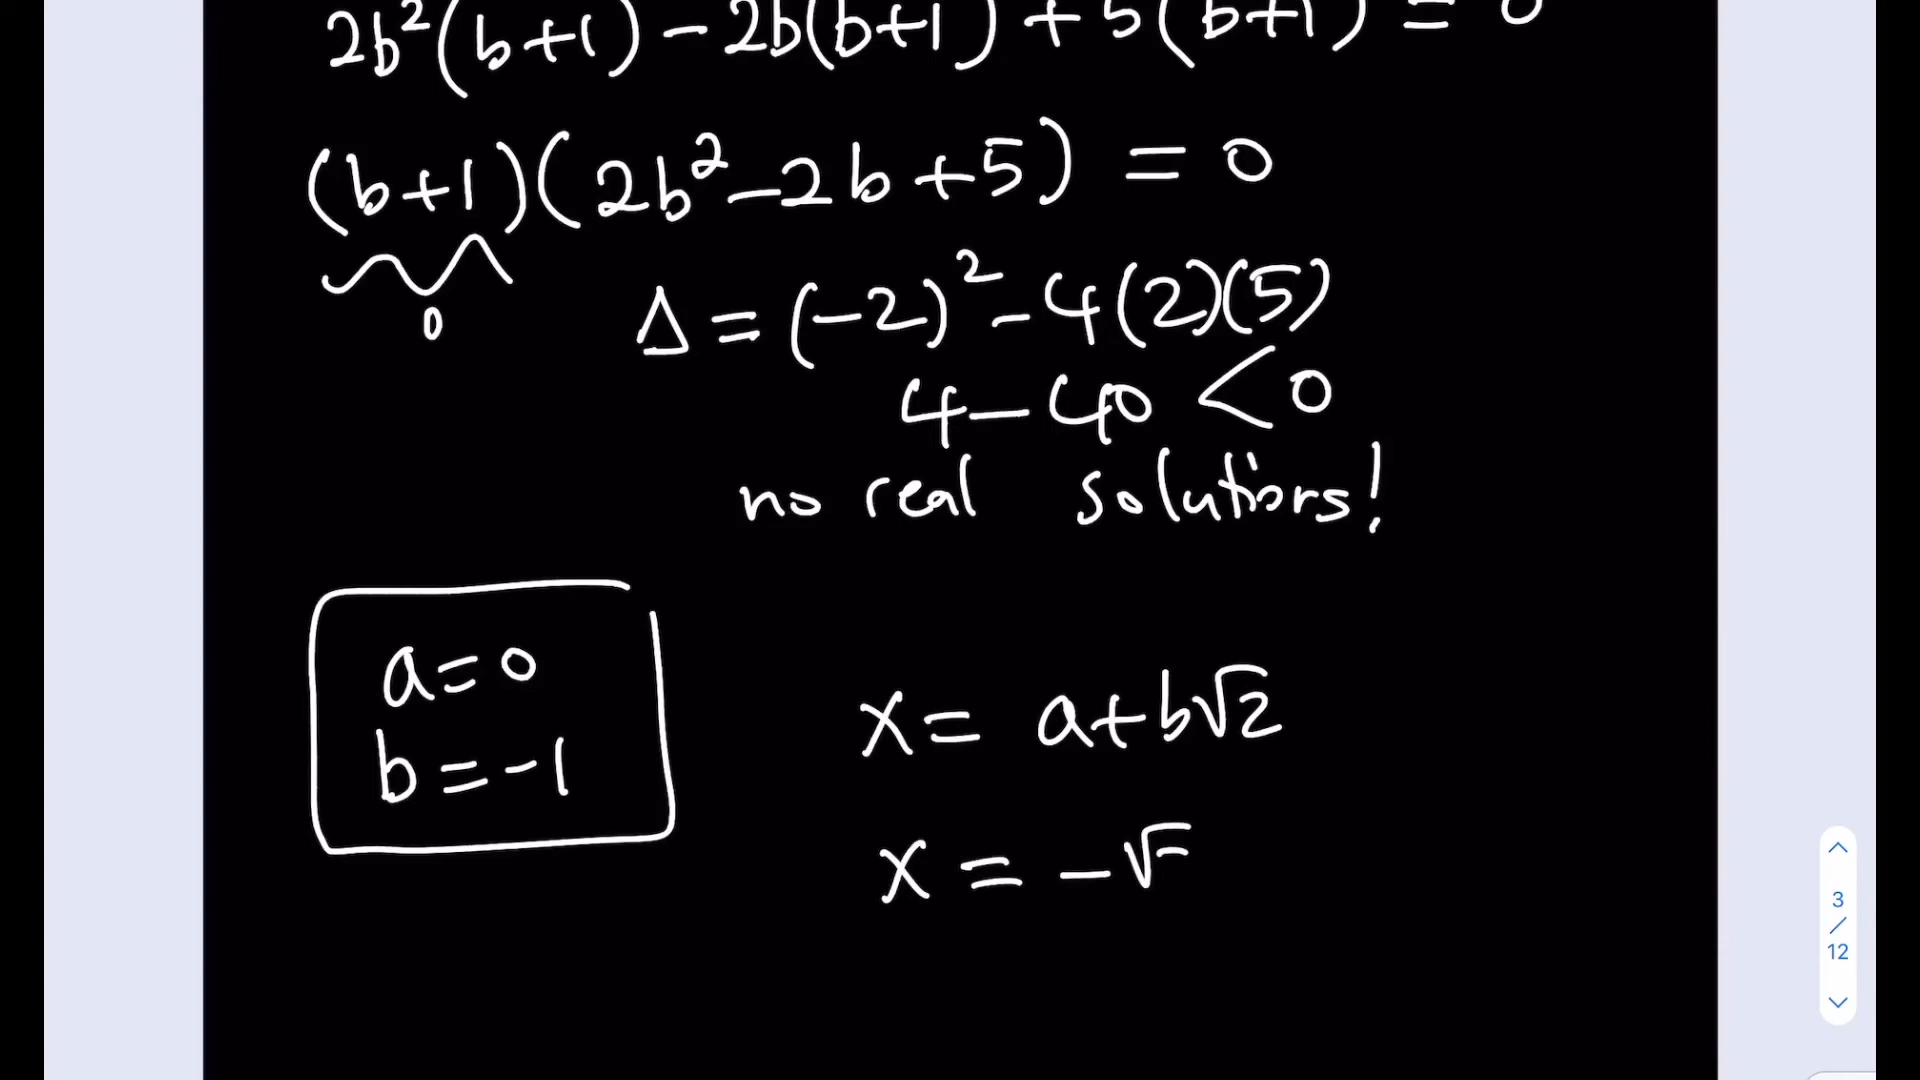 2b²(b+1) - 2b(b+1) + 5(b+1) = 0
(b+1)(2b² - 2b + 5) = 0
0
Δ = (-2)² - 4(2)(5)
4 - 40 < 0
no real solutions!
a = 0
b = -1
x = a + b√2
x = -√
3
/
12